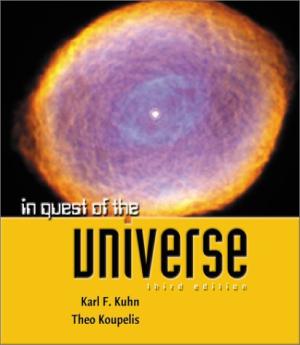 in quest of the
universe
third edition
Karl F. Kuhn
Theo Koupelis